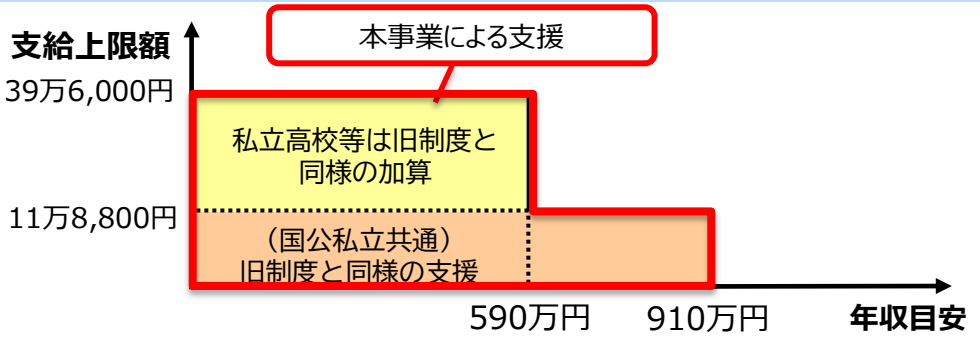 本事業による支援
支給上限額
39万6,000円
私立高校等は旧制度と
同様の加算
11万8,800円
（国公私立共通）
旧制度と同様の支援
590万円
910万円
年収目安